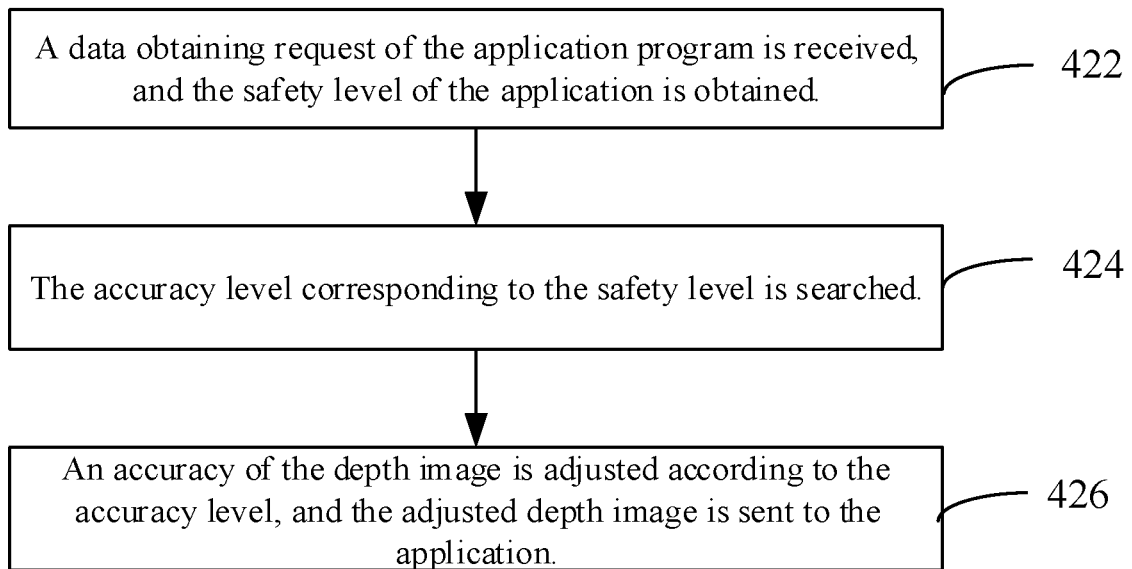 A data obtaining request of the application program is received,
and the safety level of the application is obtained.
422
The accuracy level corresponding to the safety level is searched.
424
An accuracy of the depth image is adjusted according to the
accuracy level, and the adjusted depth image is sent to the
application.
426